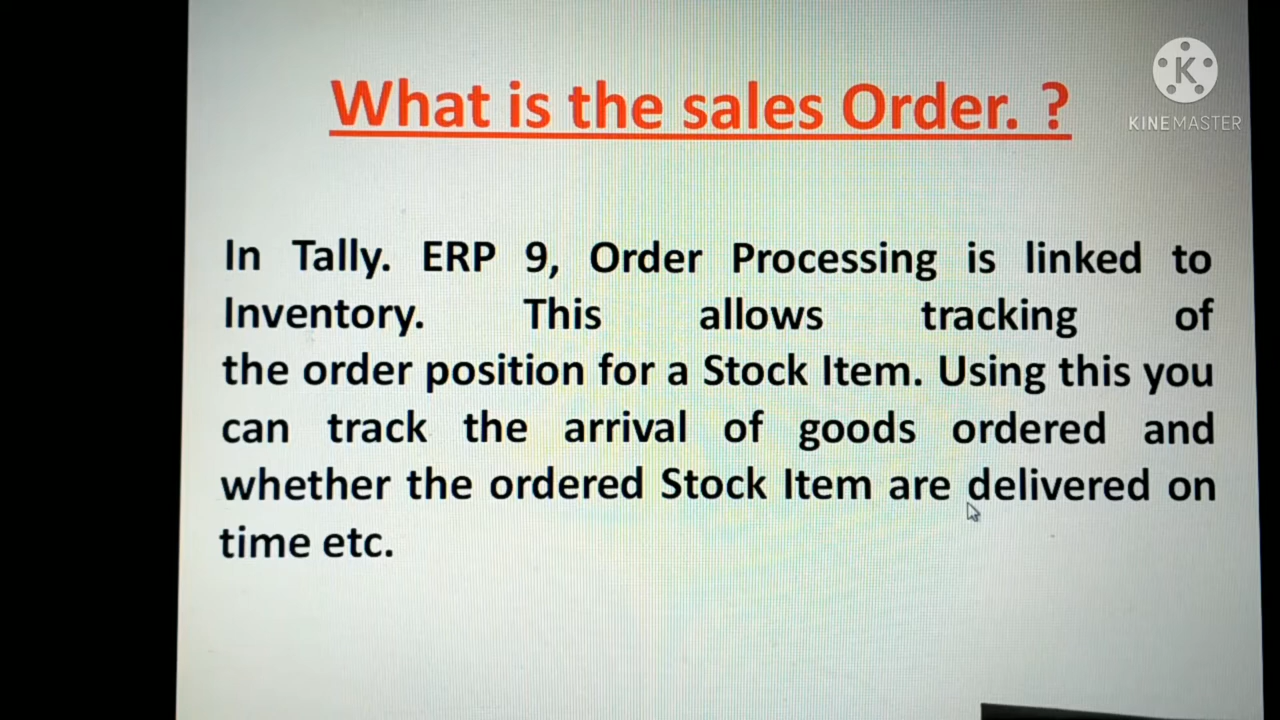 What is the sales Order. ?
K
KINEMASTER
In Tally. ERP 9, Order Processing is linked to
Inventory. This allows tracking of
the order position for a Stock Item. Using this you
can track the arrival of goods ordered and
whether the ordered Stock Item are delivered on
time etc.